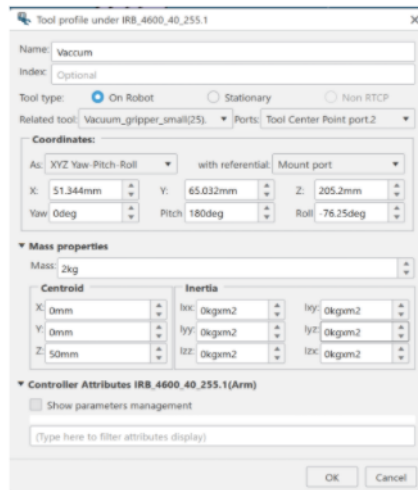 Tool profile under IRB_4600_40_255.1
Name: Vaccum
Index: Optional
Tool type: On Robot Stationary Non RTCP
Related tool: Vacuum_gripper_small(25). Ports: Tool Center Point port.2
Coordinates:
As: XYZ Yaw-Pitch-Roll with referential: Mount port
X: 51.344mm Y: 65.032mm Z: 205.2mm
Yaw 0deg Pitch 180deg Roll -76.25deg
Mass properties
Mass: 2kg
Centroid Inertia
X: 0mm Ixx: 0kgxm2 Ixy: 0kgxm2
Y: 0mm Iyy: 0kgxm2 Iyz: 0kgxm2
Z: 50mm Izz: 0kgxm2 Izx: 0kgxm2
Controller Attributes IRB_4600_40_255.1(Arm)
Show parameters management
(Type here to filter attributes display)
OK Cancel